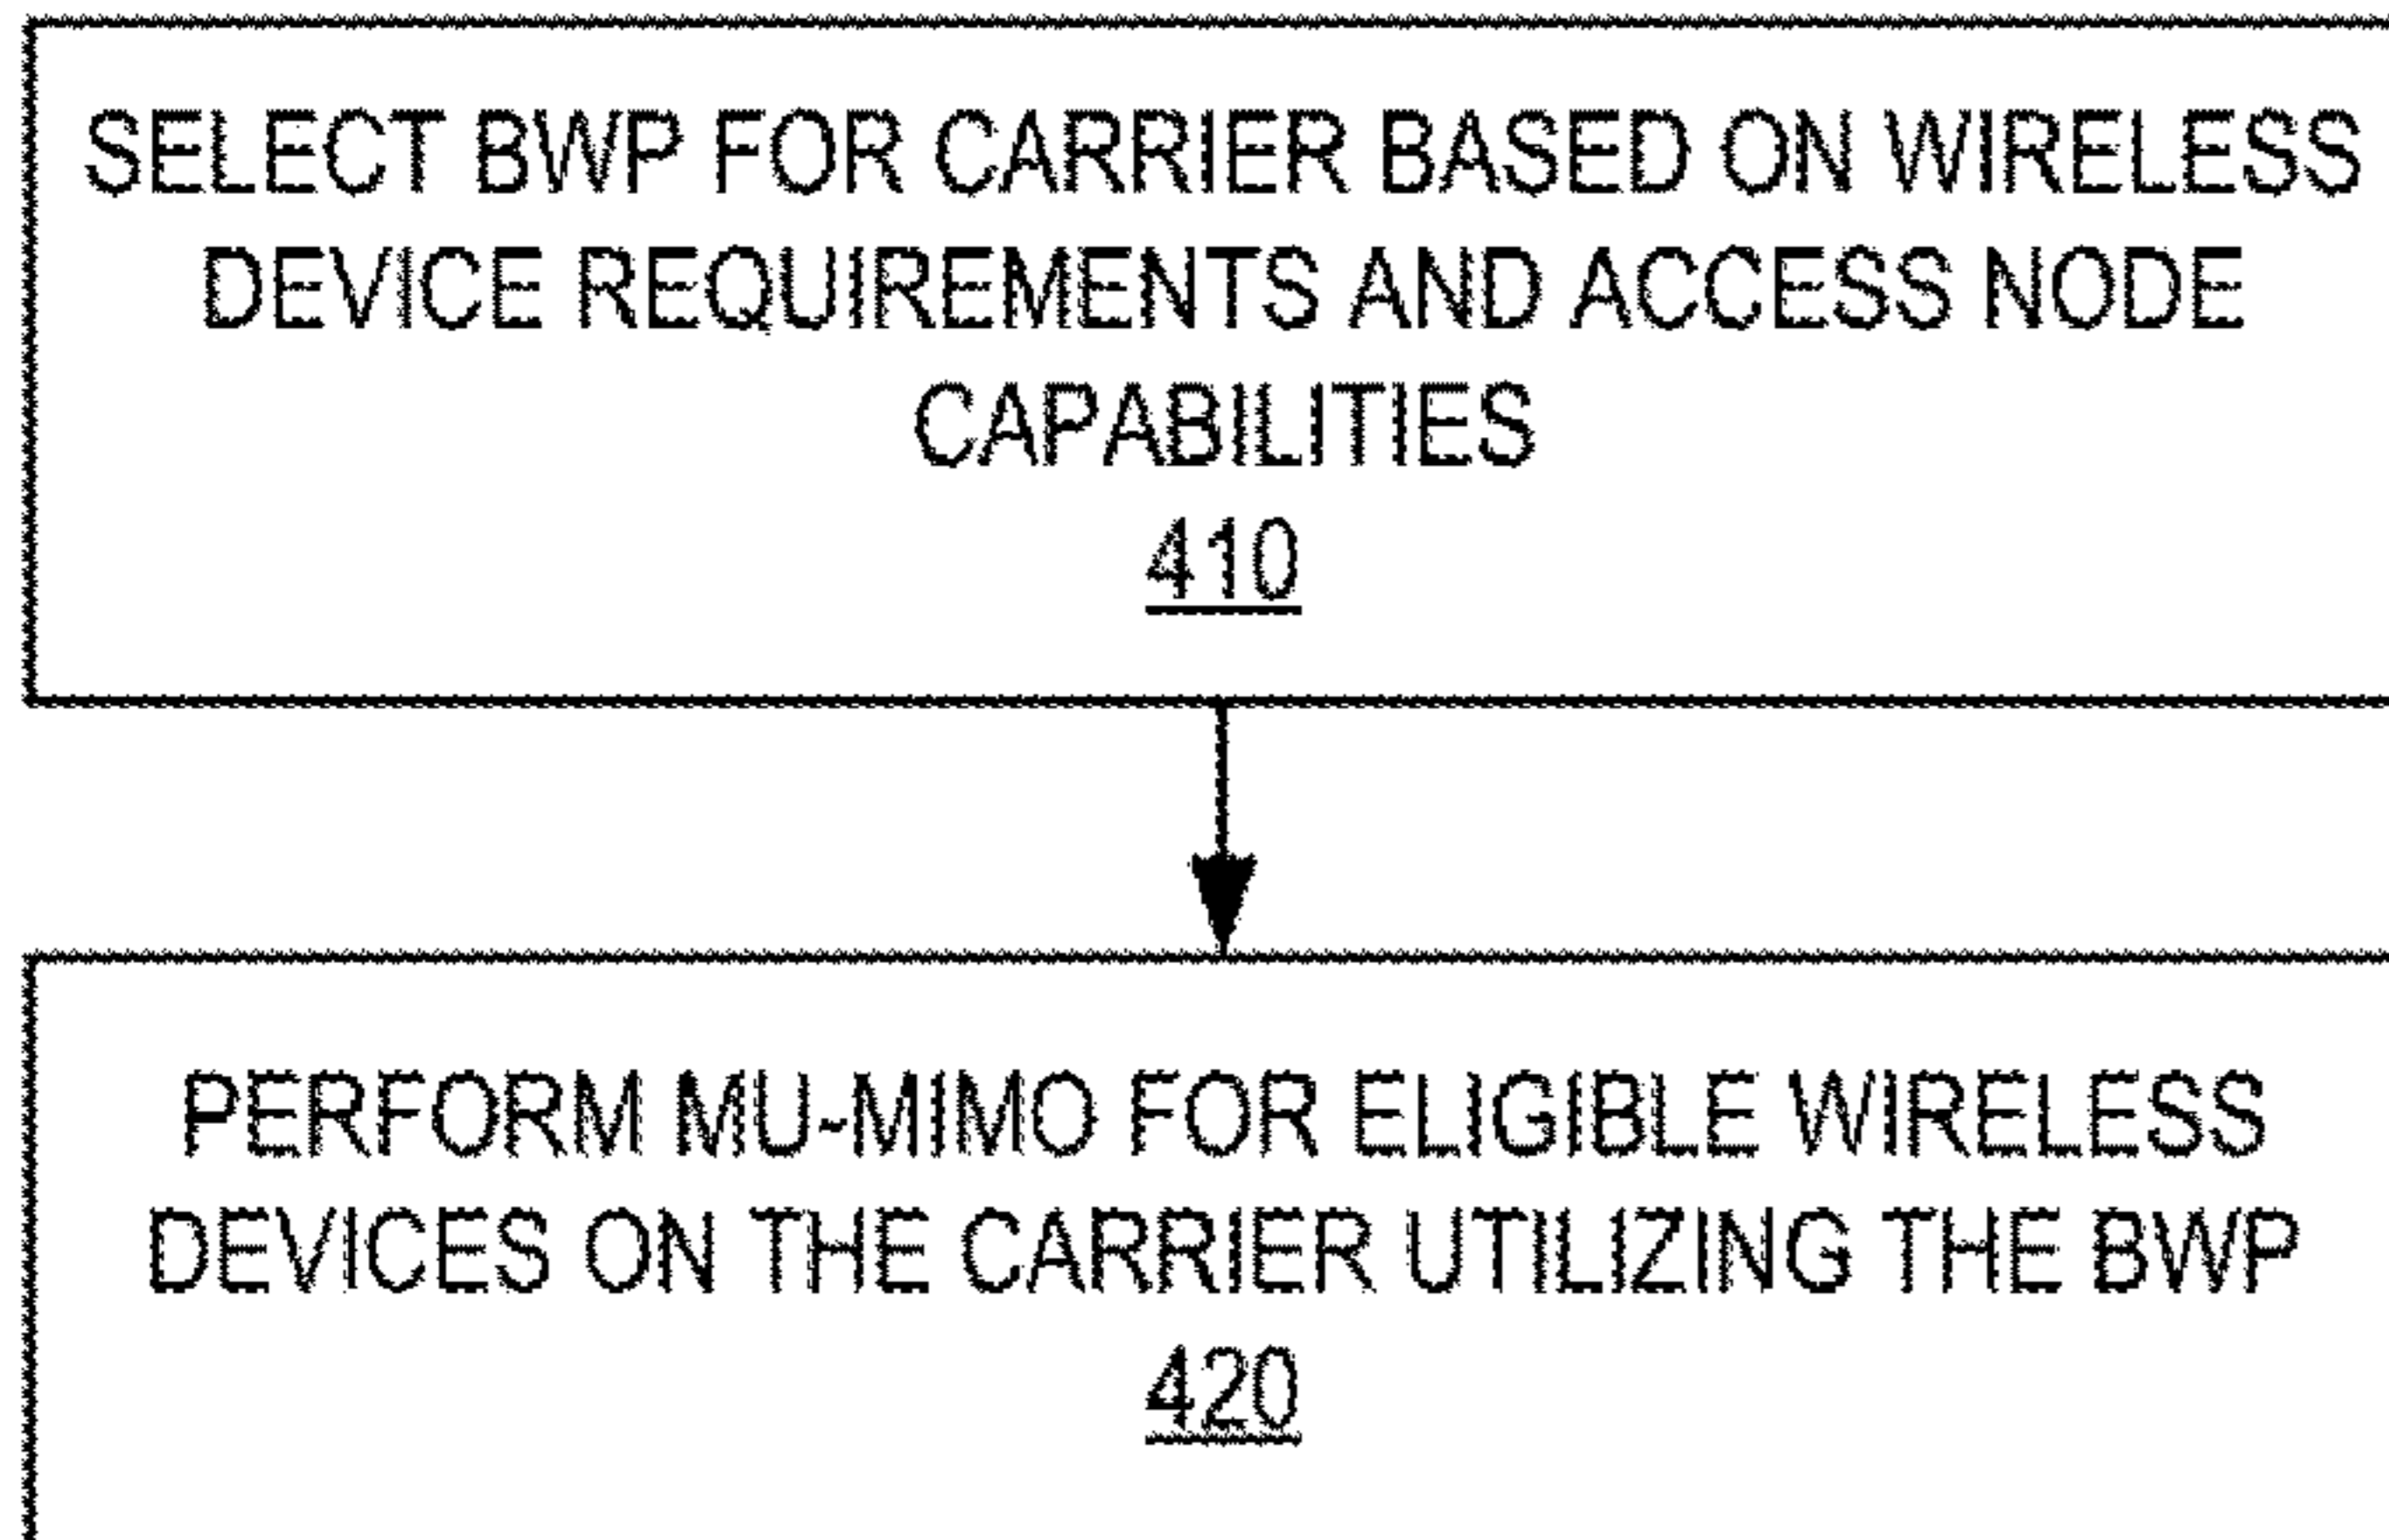 SELECT BWP FOR CARRIER BASED ON WIRELESS
DEVICE REQUIREMENTS AND ACCESS NODE
CAPABILITIES
410
PERFORM MU-MIMO FOR ELIGIBLE WIRELESS
DEVICES ON THE CARRIER UTILIZING THE BWP
420